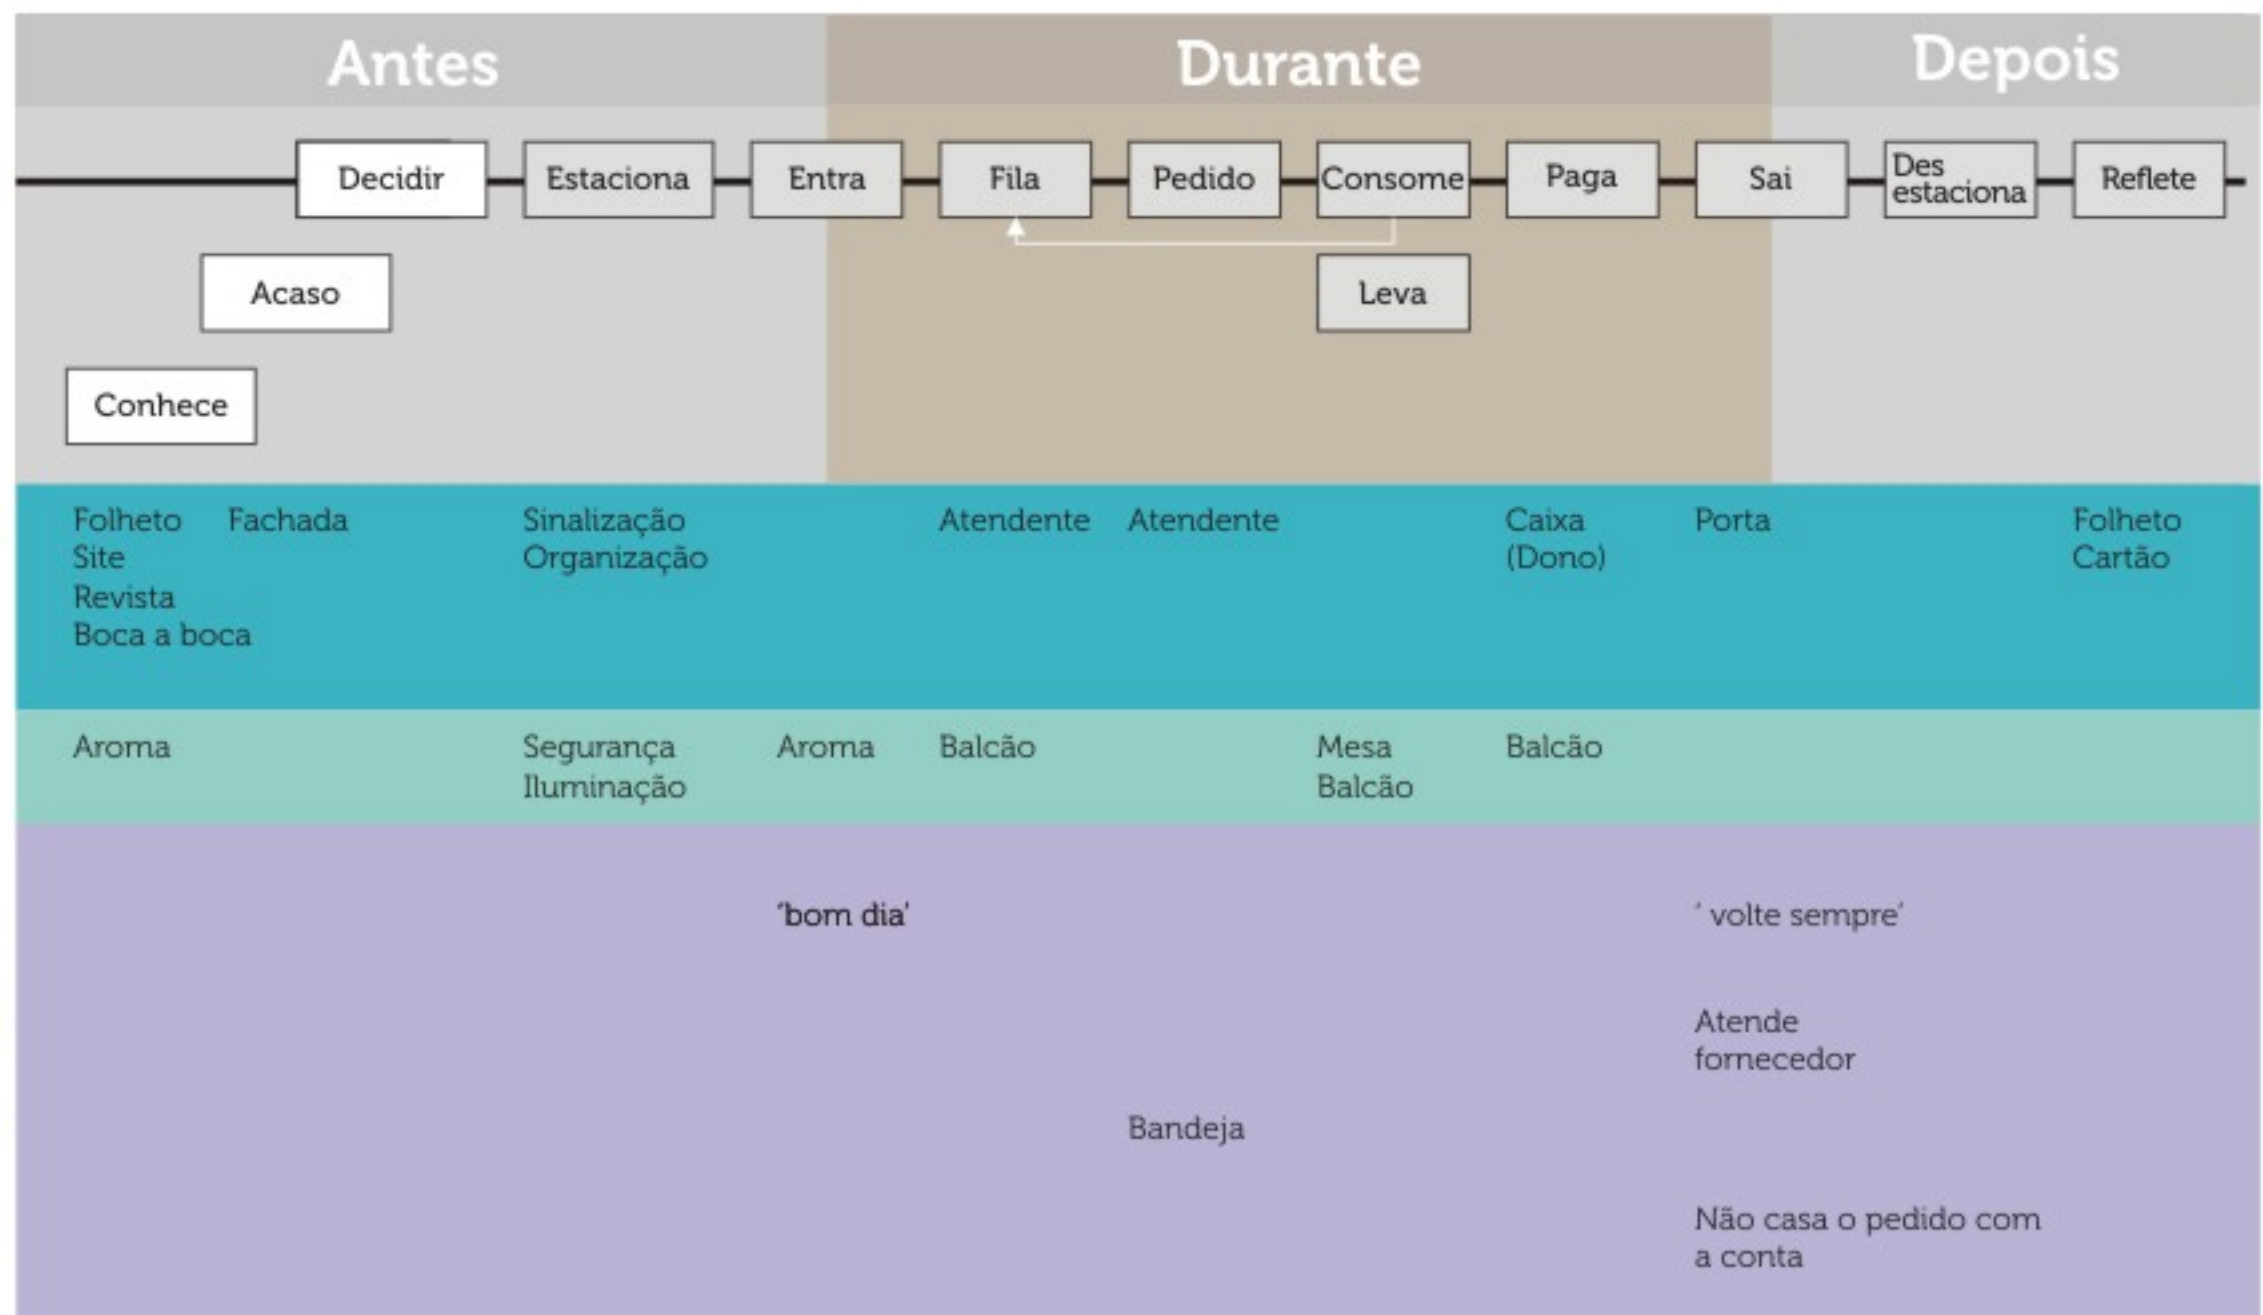 Antes
Durante
Depois
Decidir
Estaciona
Entra
Fila
Pedido
Consome
Paga
Sai
Des
estaciona
Reflete
Acaso
Leva
Conhece
Folheto
Site
Revista
Boca a boca
Fachada
Sinalização
Organização
Atendente
Atendente
Caixa
(Dono)
Porta
Folheto
Cartão
Aroma
Segurança
Iluminação
Aroma
Balcão
Mesa
Balcão
Balcão
‘bom dia’
‘ volte sempre’
Atende
fornecedor
Bandeja
Não casa o pedido com
a conta